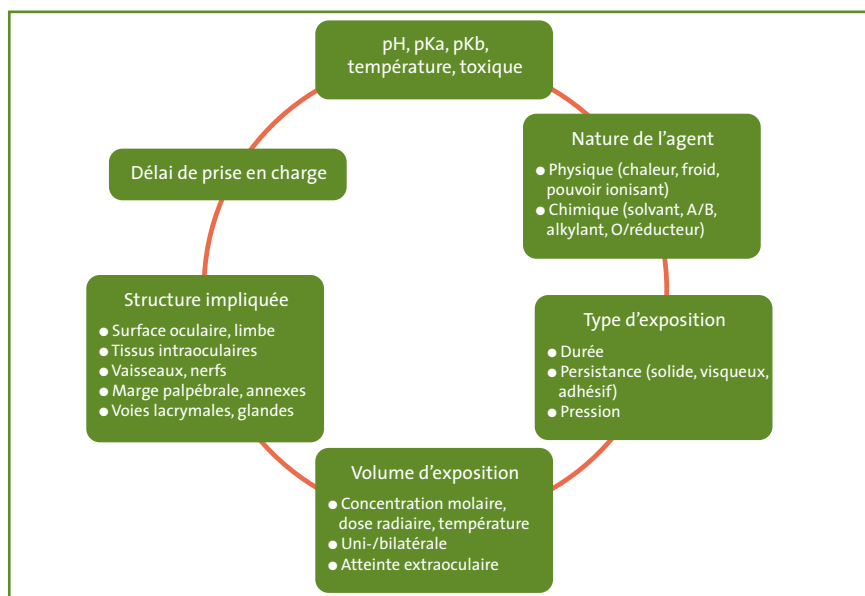 pH, pKa, pKb,
température, toxique
Nature de l'agent
● Physique (chaleur, froid,
pouvoir ionisant)
● Chimique (solvant, A/B,
alkylant, O/réducteur)
Délai de prise en charge
Structure impliquée
● Surface oculaire, limbe
● Tissus intraoculaires
● Vaisseaux, nerfs
● Marge palpébrale, annexes
● Voies lacrymales, glandes
Type d'exposition
● Durée
● Persistance (solide, visqueux,
adhésif)
● Pression
Volume d'exposition
● Concentration molaire,
dose radiaire, température
● Uni-/bilatérale
● Atteinte extraoculaire